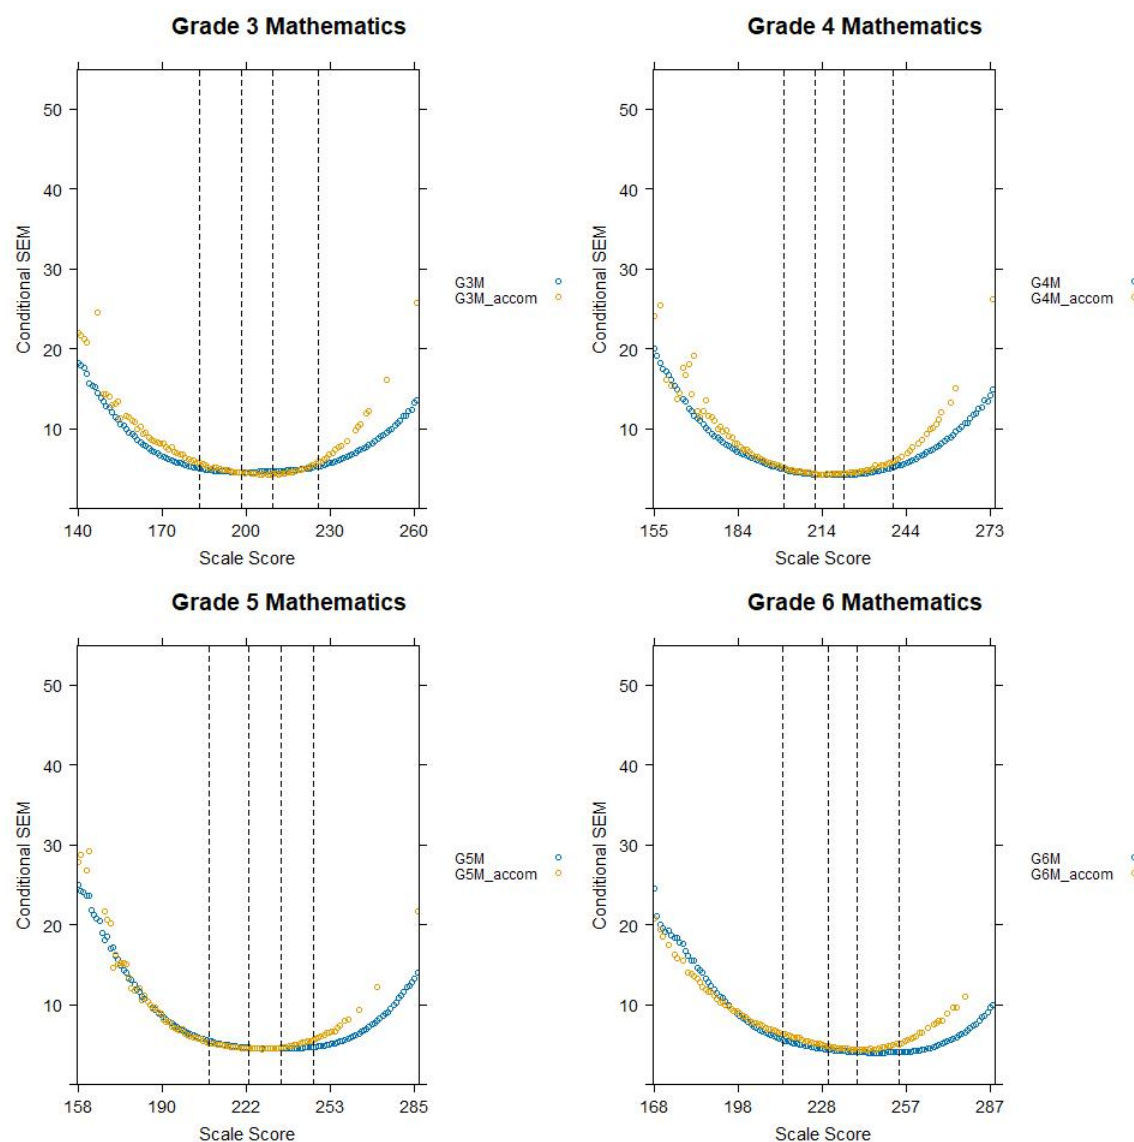 Grade 3 Mathematics
50
40
30
20
10
Conditional SEM
140 170 200 230 260
Scale Score
G3M
G3M_accom
Grade 4 Mathematics
50
40
30
20
10
Conditional SEM
155 184 214 244 273
Scale Score
G4M
G4M_accom
Grade 5 Mathematics
50
40
30
20
10
Conditional SEM
158 190 222 253 285
Scale Score
G5M
G5M_accom
Grade 6 Mathematics
50
40
30
20
10
Conditional SEM
168 198 228 257 287
Scale Score
G6M
G6M_accom